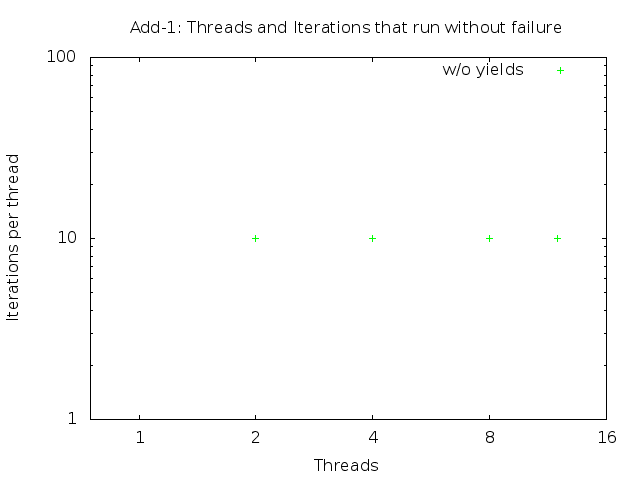 Add-1: Threads and Iterations that run without failure
100
w/o yields
10
1
Iterations per thread
1 2 4 8 16
Threads